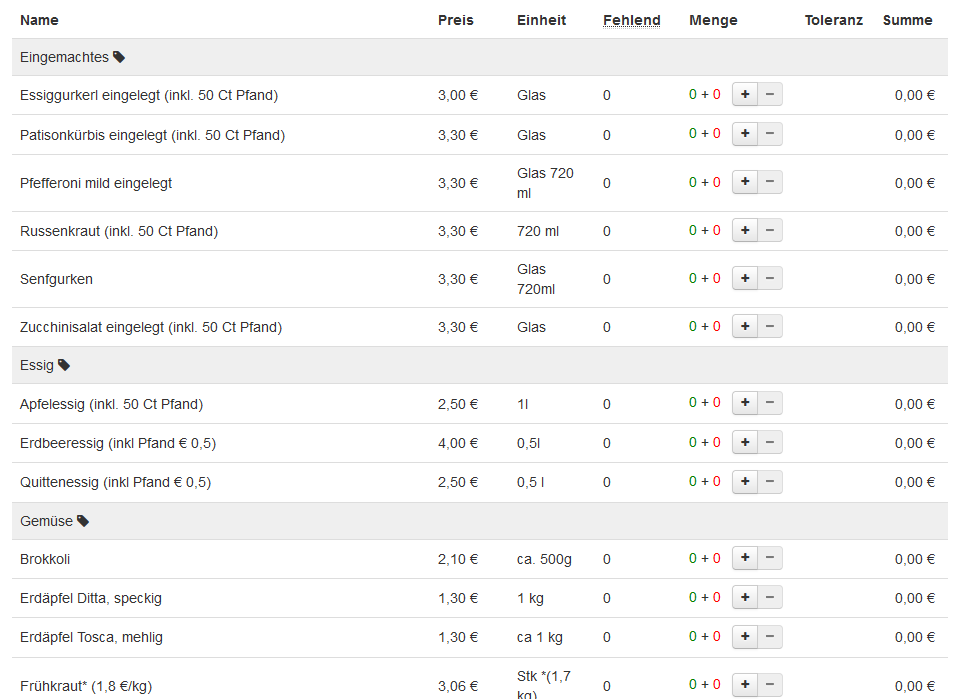 Name Preis Einheit Fehlend Menge Toleranz Summe
Eingemachtes
Essiggurkerl eingelegt (inkl. 50 Ct Pfand) 3,00 € Glas 0 0 + 0 + − 0,00 €
Patisonkürbis eingelegt (inkl. 50 Ct Pfand) 3,30 € Glas 0 0 + 0 + − 0,00 €
Pfefferoni mild eingelegt 3,30 € Glas 720 ml 0 0 + 0 + − 0,00 €
Russenkraut (inkl. 50 Ct Pfand) 3,30 € 720 ml 0 0 + 0 + − 0,00 €
Senfgurken 3,30 € Glas 720ml 0 0 + 0 + − 0,00 €
Zucchinisalat eingelegt (inkl. 50 Ct Pfand) 3,30 € Glas 0 0 + 0 + − 0,00 €
Essig
Apfelessig (inkl. 50 Ct Pfand) 2,50 € 1l 0 0 + 0 + − 0,00 €
Erdbeeressig (inkl Pfand € 0,5) 4,00 € 0,5l 0 0 + 0 + − 0,00 €
Quittenessig (inkl Pfand € 0,5) 2,50 € 0,5 l 0 0 + 0 + − 0,00 €
Gemüse
Brokkoli 2,10 € ca. 500g 0 0 + 0 + − 0,00 €
Erdäpfel Ditta, speckig 1,30 € 1 kg 0 0 + 0 + − 0,00 €
Erdäpfel Tosca, mehlig 1,30 € ca 1 kg 0 0 + 0 + − 0,00 €
Frühkraut* (1,8 €/kg) 3,06 € Stk *(1,7 kg) 0 0 + 0 + − 0,00 €